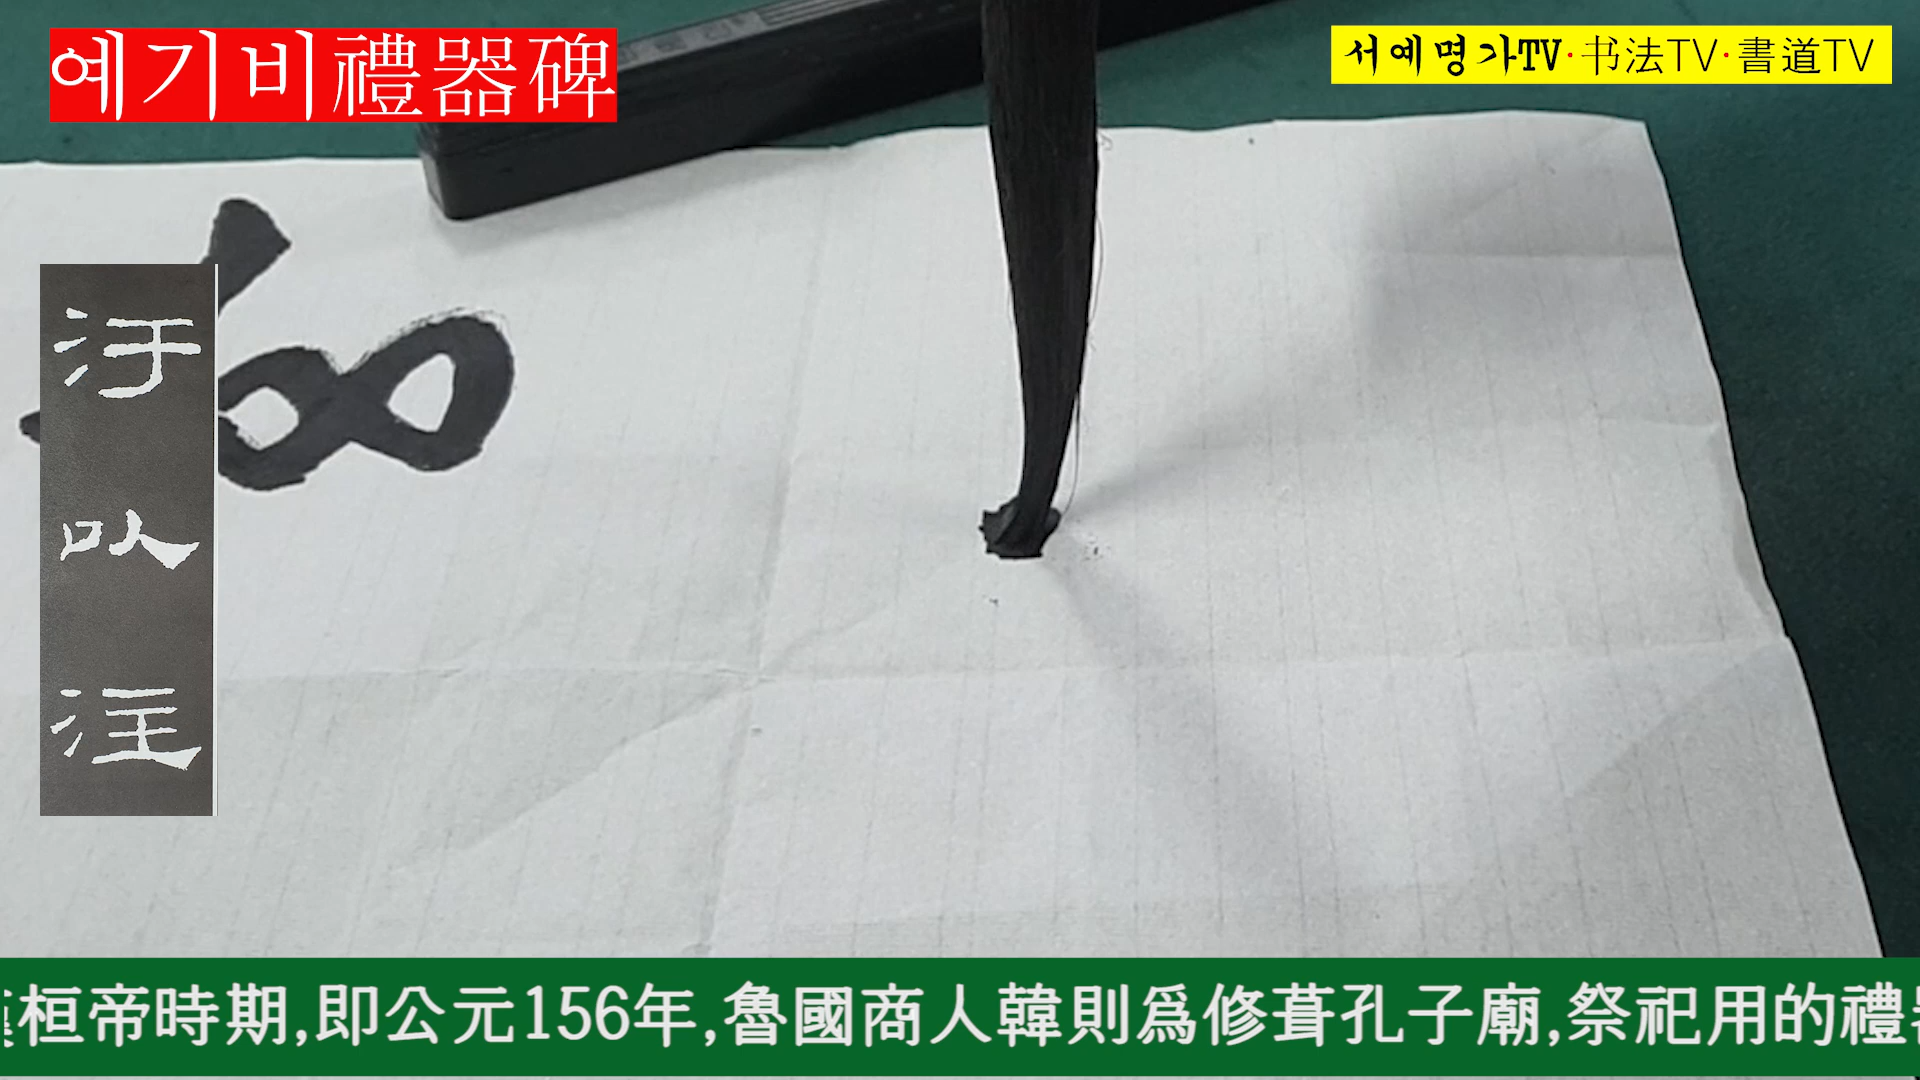 예기비禮器碑
서예명가TV·书法TV·書道TV
汙
以
注
桓帝時期,即公元156年,魯國商人韓則爲修葺孔子廟,祭祀用的禮器